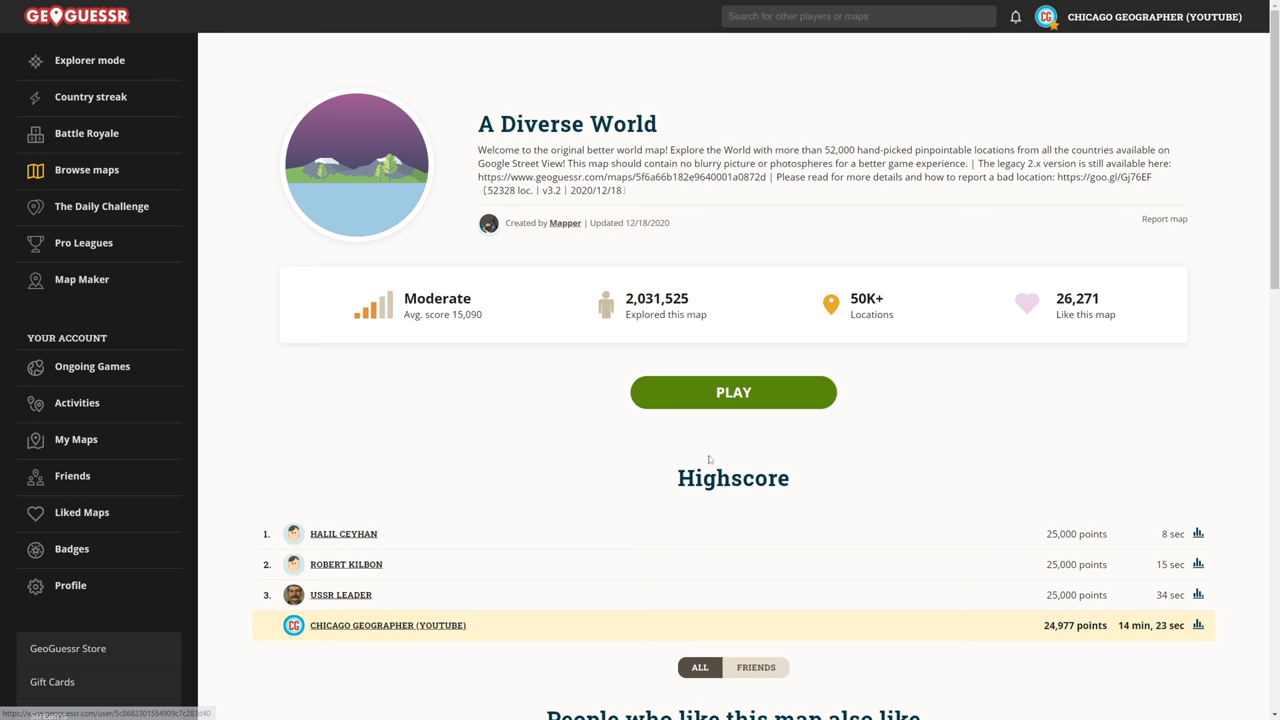 GEOGUESSR
Search for other players or maps
CG
CHICAGO GEOGRAPHER (YOUTUBE)
Explorer mode
Country streak
Battle Royale
Browse maps
The Daily Challenge
Pro Leagues
Map Maker
YOUR ACCOUNT
Ongoing Games
Activities
My Maps
Friends
Liked Maps
Badges
Profile
GeoGuessr Store
Gift Cards
A Diverse World
Welcome to the original better world map! Explore the World with more than 52,000 hand-picked pinpointable locations from all the countries available on
Google Street View! This map should contain no blurry picture or photospheres for a better game experience. | The legacy 2.x version is still available here:
https://www.geoguessr.com/maps/5f6a66b182e9640001a0872d | Please read for more details and how to report a bad location: https://goo.gl/Gj76EF
[52328 loc. | v3.2 | 2020/12/18]
Created by Mapper | Updated 12/18/2020
Report map
Moderate
Avg. score 15,090
2,031,525
Explored this map
50K+
Locations
26,271
Like this map
PLAY
Highscore
1. HALIL CEYHAN 25,000 points 8 sec
2. ROBERT KILBON 25,000 points 15 sec
3. USSR LEADER 25,000 points 34 sec
CG CHICAGO GEOGRAPHER (YOUTUBE) 24,977 points 14 min, 23 sec
ALL FRIENDS
People who like this map also like